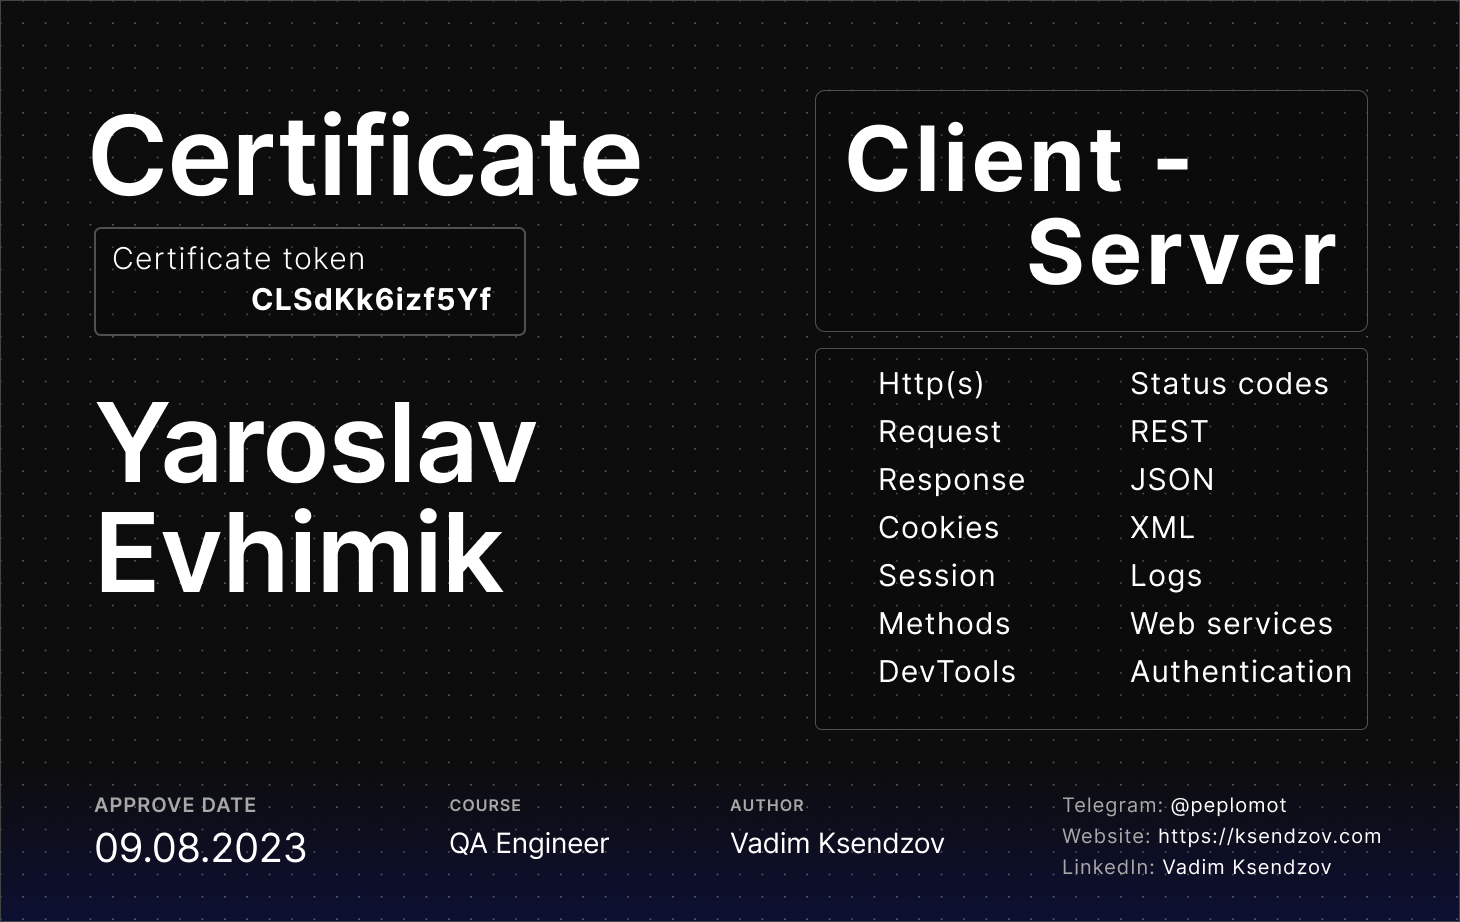 Certificate
Certificate token
CLSdKk6izf5Yf
Yaroslav
Evhimik
Client -
Server
Http(s)
Request
Response
Cookies
Session
Methods
DevTools
Status codes
REST
JSON
XML
Logs
Web services
Authentication
APPROVE DATE
09.08.2023
COURSE
QA Engineer
AUTHOR
Vadim Ksendzov
Telegram: @peplomot
Website: https://ksendzov.com
LinkedIn: Vadim Ksendzov